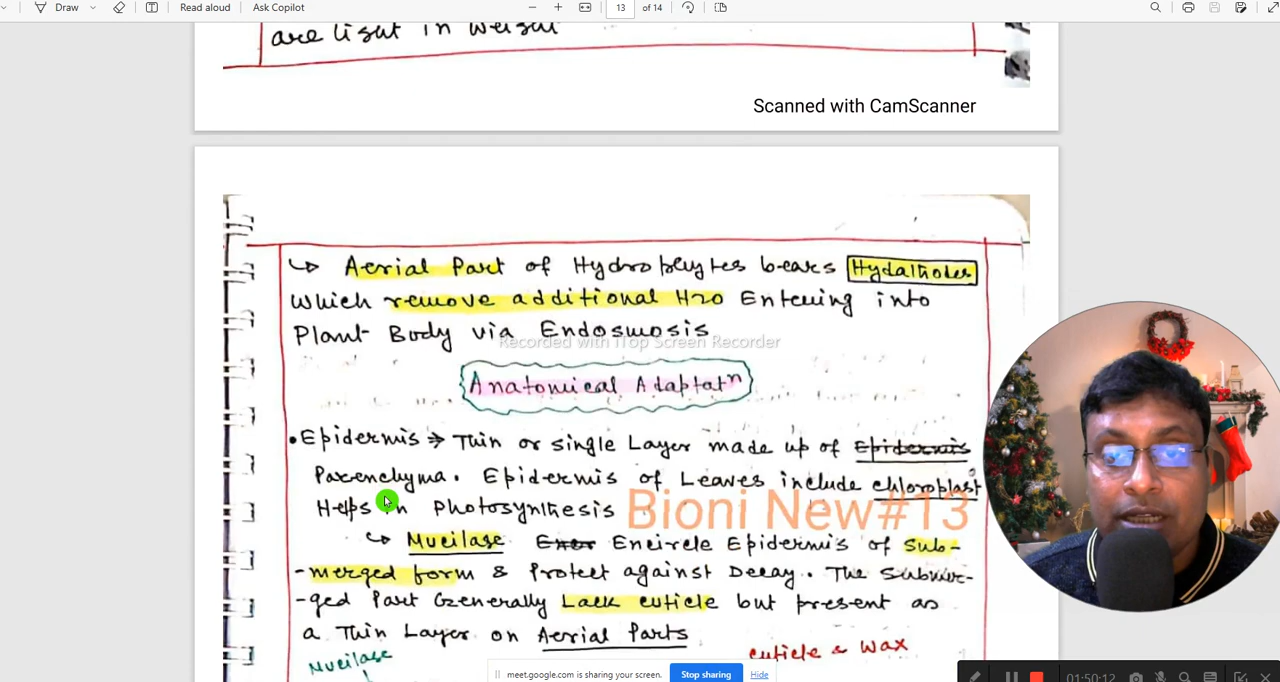 Draw
Read aloud
Ask Copilot
13 of 14
are light in weight
Scanned with CamScanner
↳ Aerial Part of Hydrophytes bears Hydathodes
which remove additional H2O Entering into
Plant Body via Endosmosis
Recorded with iTop Screen Recorder
Anatomical Adaptatn
• Epidermis → Thin or single Layer made up of Epidermis
Parenchyma. Epidermis of Leaves include chloroplast
Helps in Photosynthesis
Bioni New#13
↳ Mucilase Encircle Epidermis of Sub-
-merged form & Protect against Decay. The Submer-
-ged Part Generally Lack cuticle but present as
a Thin Layer on Aerial Parts
Mucilase
cuticle & wax
meet.google.com is sharing your screen.
Stop sharing
Hide
01:50:12